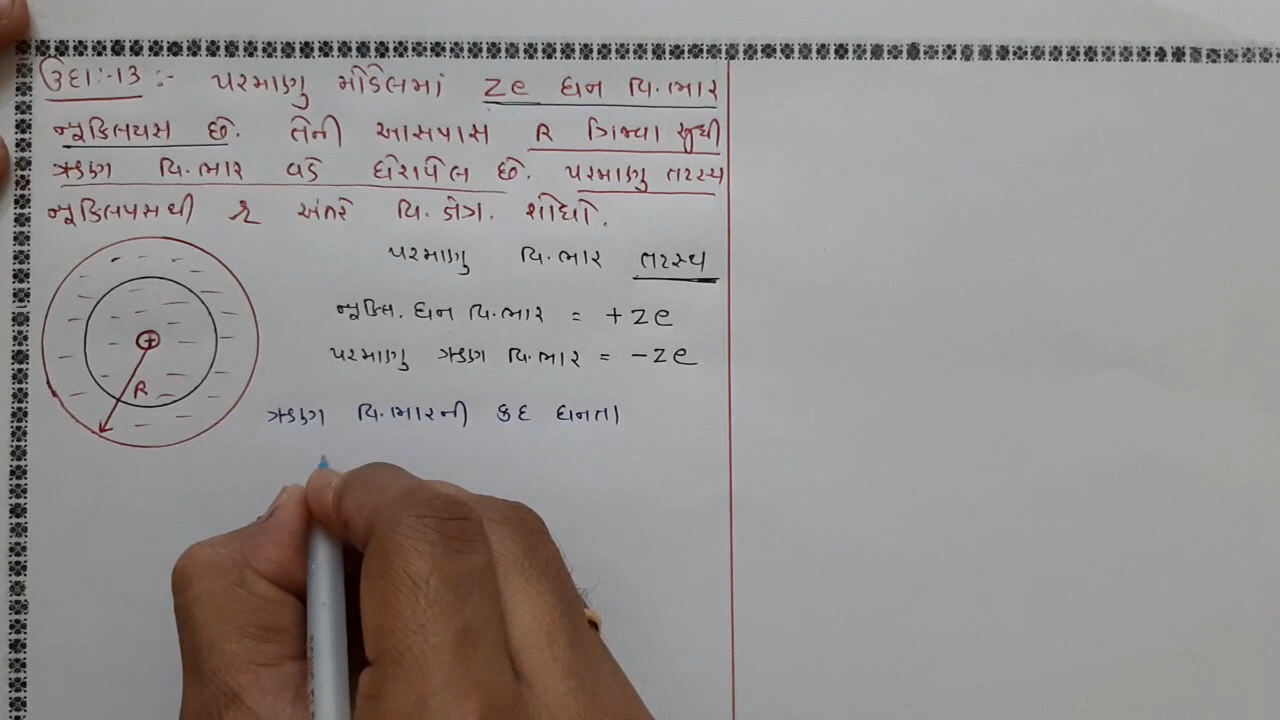 ઉદા:-13 :- પરમાણુ મોડેલમાં ze ધન વિ.ભાર
ન્યૂક્લિયસ છે. તેની આસપાસ R ત્રિજ્યા સુધી
ઋણ વિ.ભાર વડે ઘેરાયેલ છે. પરમાણુ તટસ્થ
ન્યૂક્લિયસથી r અંતરે વિ.ક્ષેત્ર. શોધો.
પરમાણુ વિ.ભાર તટસ્થ
ન્યૂક્લિ. ધન વિ.ભાર = +ze
પરમાણુ ઋણ વિ.ભાર = -ze
R
ઋણ વિ.ભારની કદ ઘનતા